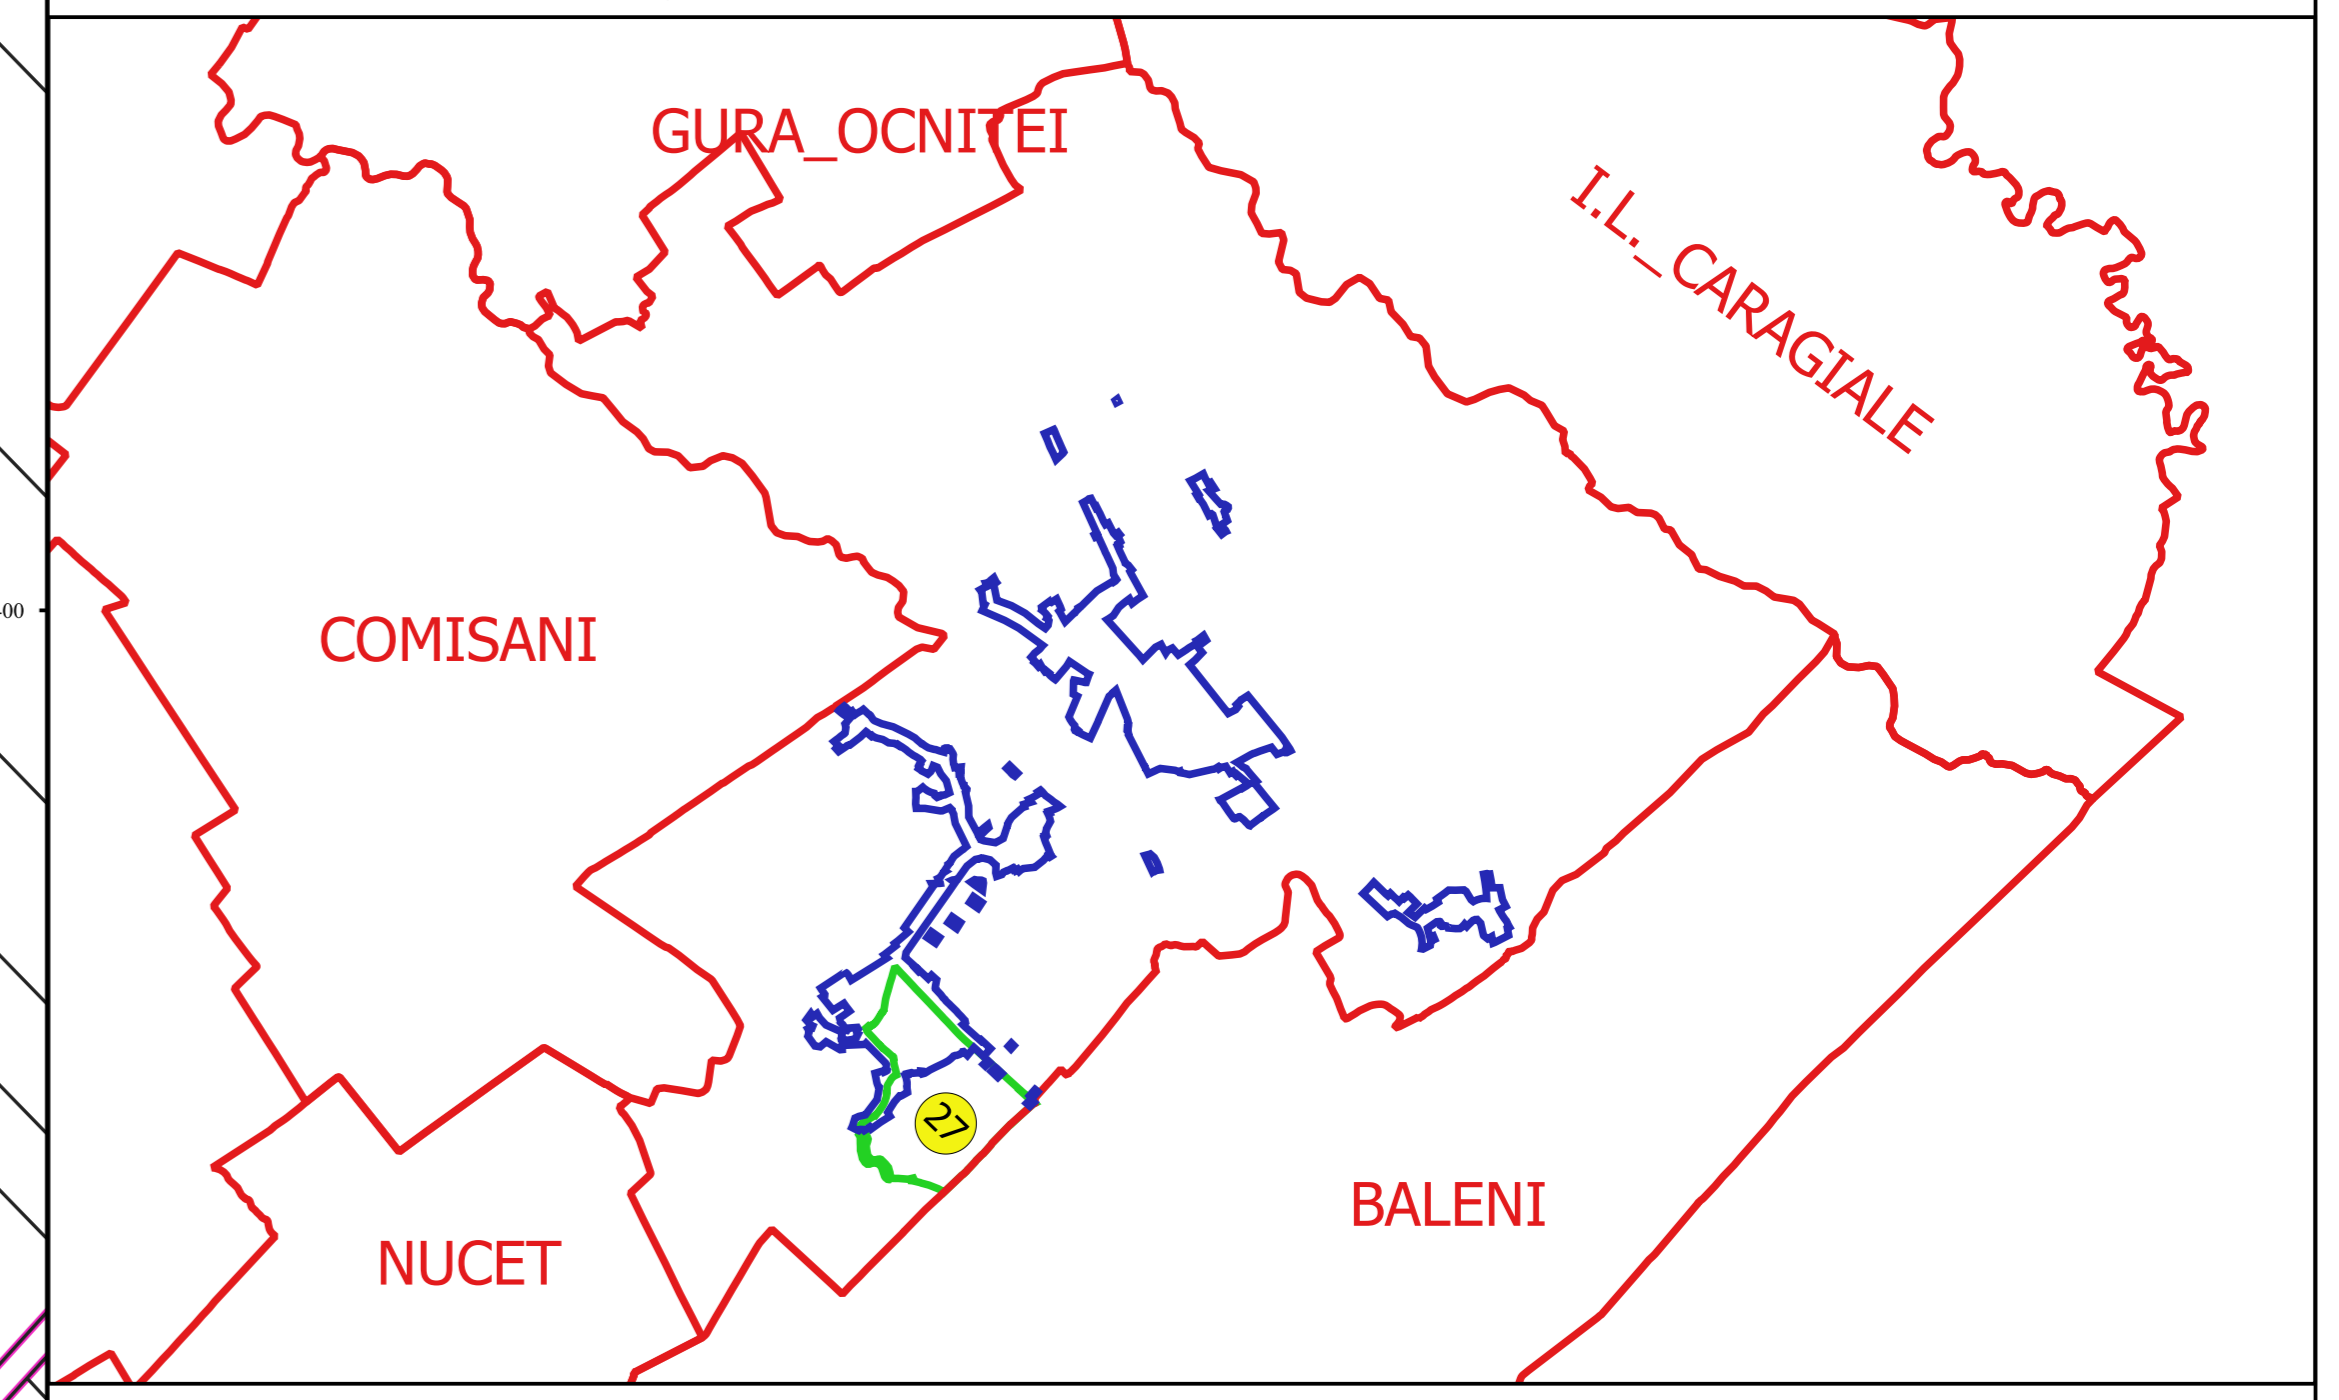 GURA_OCNITEI
I.L._CARAGIALE
COMISANI
27
BALENI
NUCET